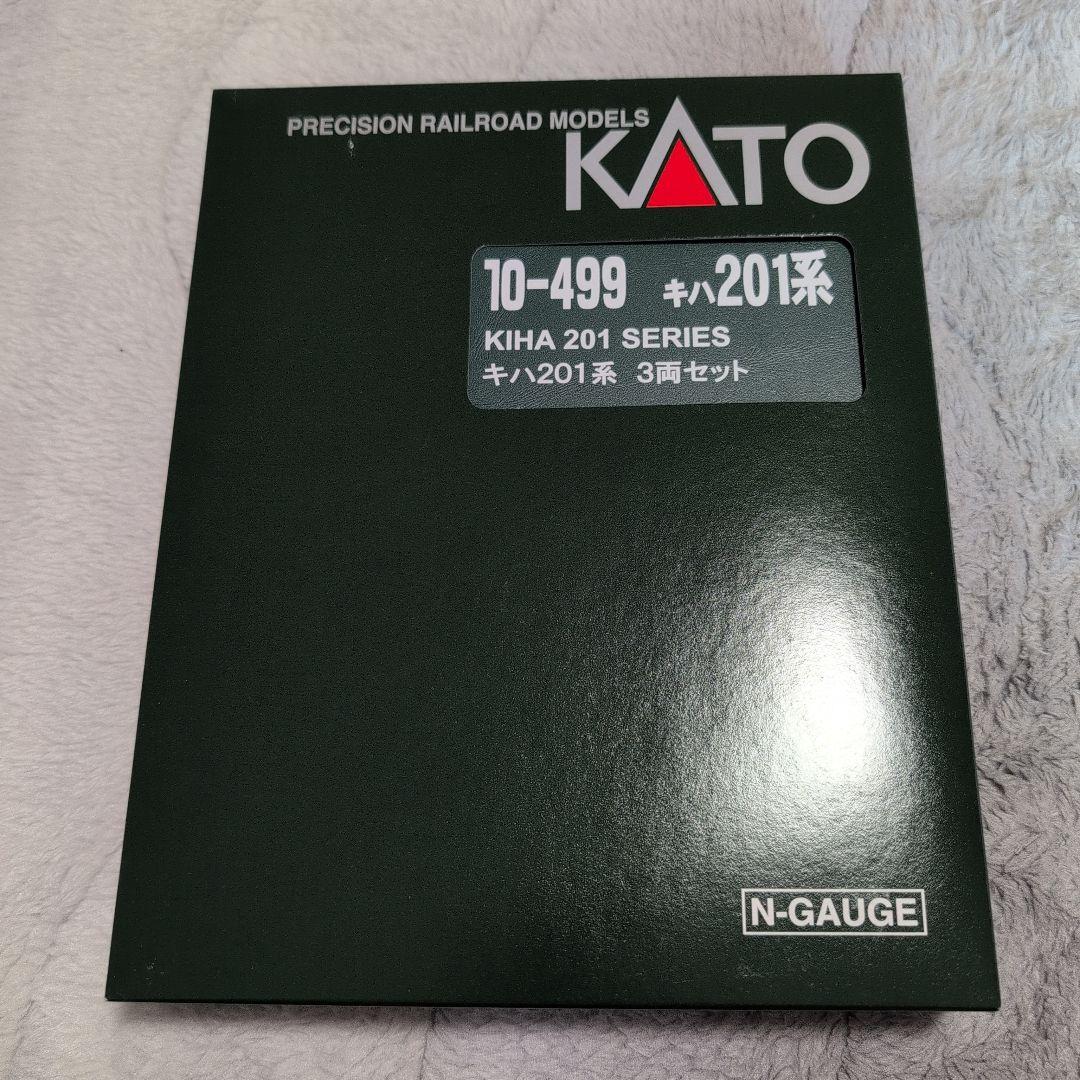 PRECISION RAILROAD MODELS
KATO
10-499 キハ201系
KIHA 201 SERIES
キハ201系 3両セット
N-GAUGE